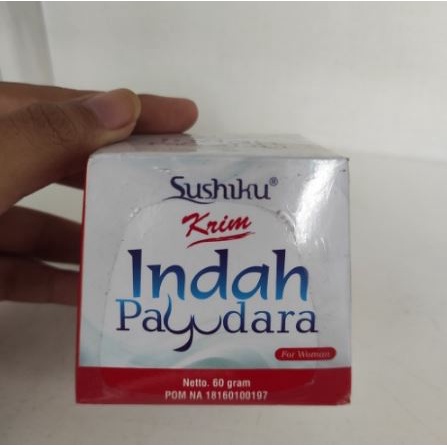 Sushiku®
Krim
Indah
Payudara
For Woman
Netto. 60 gram
POM NA 18160100197